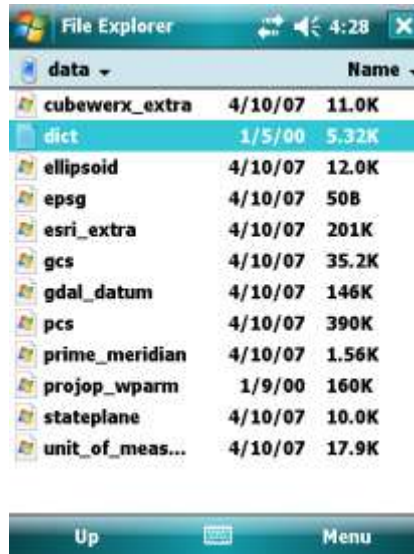 File Explorer 4:28
data Name
cubewerx_extra 4/10/07 11.0K
dict 1/5/00 5.32K
ellipsoid 4/10/07 12.0K
epsg 4/10/07 50B
esri_extra 4/10/07 201K
gcs 4/10/07 35.2K
gdal_datum 4/10/07 146K
pcs 4/10/07 390K
prime_meridian 4/10/07 1.56K
projop_wparm 1/9/00 160K
stateplane 4/10/07 10.0K
unit_of_meas... 4/10/07 17.9K
Up Menu